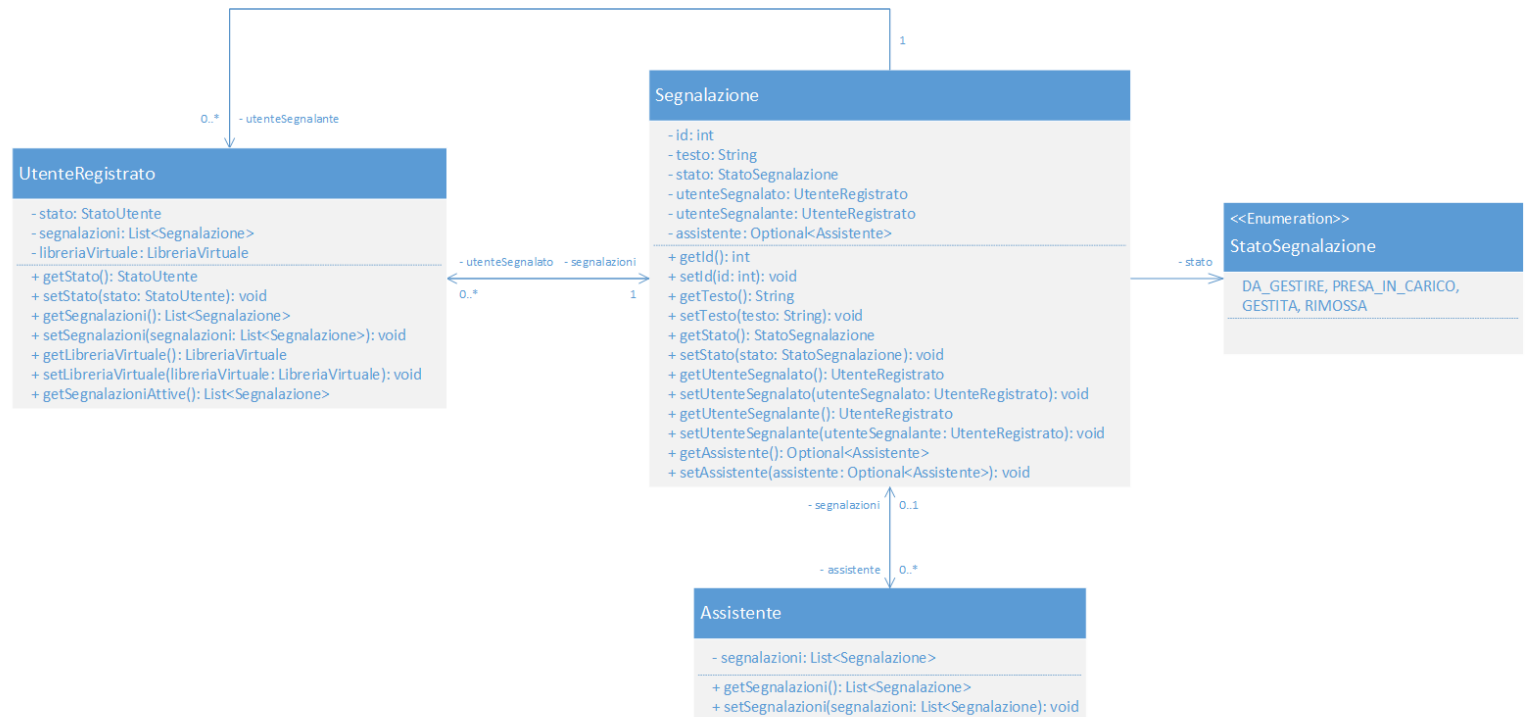 1
0..*
- utenteSegnalante
UtenteRegistrato
- stato: StatoUtente
- segnalazioni: List<Segnalazione>
- libreriaVirtuale: LibreriaVirtuale
+ getStato(): StatoUtente
+ setStato(stato: StatoUtente): void
+ getSegnalazioni(): List<Segnalazione>
+ setSegnalazioni(segnalazioni: List<Segnalazione>): void
+ getLibreriaVirtuale(): LibreriaVirtuale
+ setLibreriaVirtuale(libreriaVirtuale: LibreriaVirtuale): void
+ getSegnalazioniAttive(): List<Segnalazione>
- utenteSegnalato
- segnalazioni
0..*
1
Segnalazione
- id: int
- testo: String
- stato: StatoSegnalazione
- utenteSegnalato: UtenteRegistrato
- utenteSegnalante: UtenteRegistrato
- assistente: Optional<Assistente>
+ getId(): int
+ setId(id: int): void
+ getTesto(): String
+ setTesto(testo: String): void
+ getStato(): StatoSegnalazione
+ setStato(stato: StatoSegnalazione): void
+ getUtenteSegnalato(): UtenteRegistrato
+ setUtenteSegnalato(utenteSegnalato: UtenteRegistrato): void
+ getUtenteSegnalante(): UtenteRegistrato
+ setUtenteSegnalante(utenteSegnalante: UtenteRegistrato): void
+ getAssistente(): Optional<Assistente>
+ setAssistente(assistente: Optional<Assistente>): void
- stato
<<Enumeration>>
StatoSegnalazione
DA_GESTIRE, PRESA_IN_CARICO,
GESTITA, RIMOSSA
- segnalazioni
0..1
- assistente
0..*
Assistente
- segnalazioni: List<Segnalazione>
+ getSegnalazioni(): List<Segnalazione>
+ setSegnalazioni(segnalazioni: List<Segnalazione): void